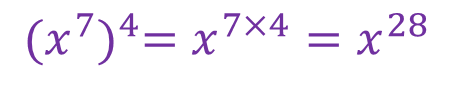 (x⁷)⁴= x⁷ˣ⁴ = x²⁸